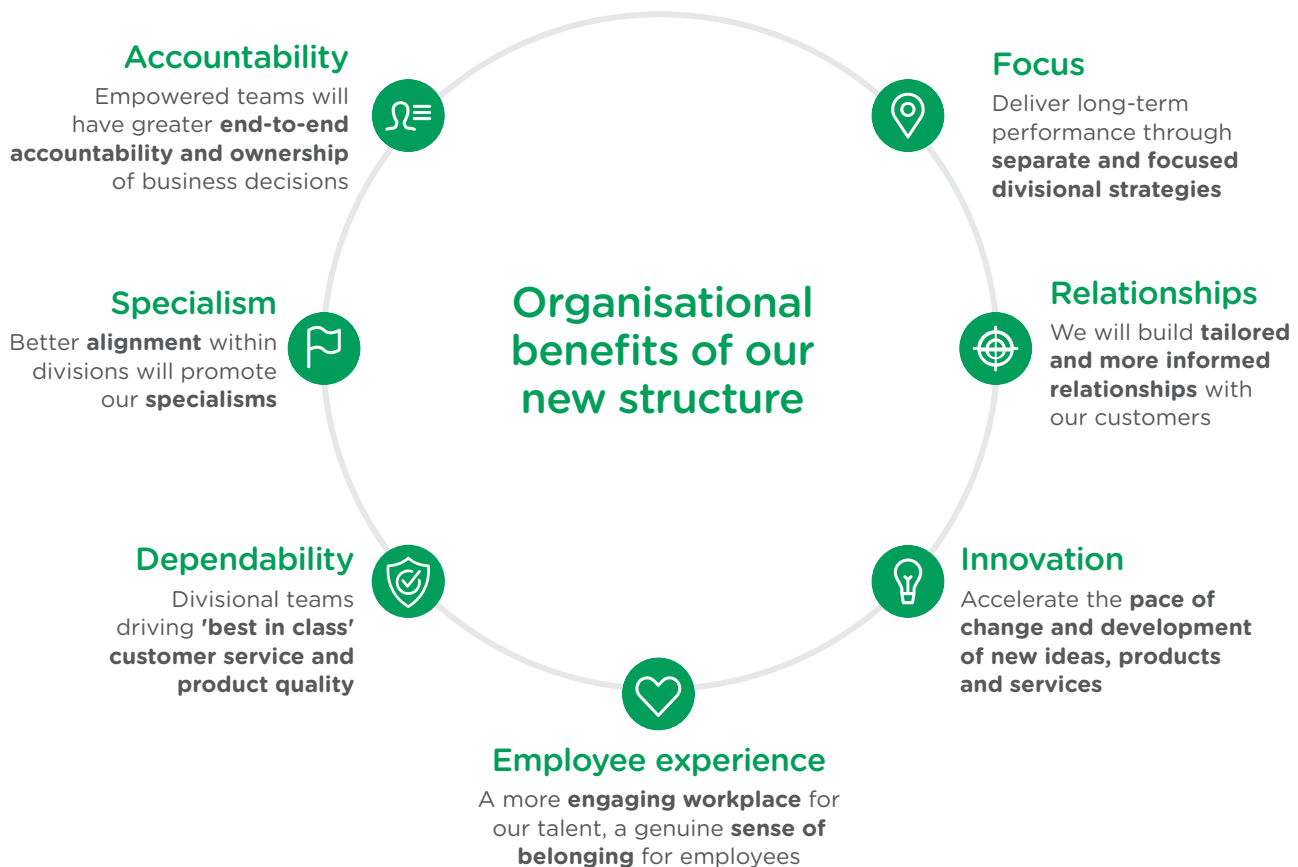 Organisational
benefits of our
new structure
Accountability
Empowered teams will
have greater end-to-end
accountability and ownership
of business decisions
Specialism
Better alignment within
divisions will promote
our specialisms
Dependability
Divisional teams
driving 'best in class'
customer service and
product quality
Employee experience
A more engaging workplace for
our talent, a genuine sense of
belonging for employees
Focus
Deliver long-term
performance through
separate and focused
divisional strategies
Relationships
We will build tailored
and more informed
relationships with
our customers
Innovation
Accelerate the pace of
change and development
of new ideas, products
and services